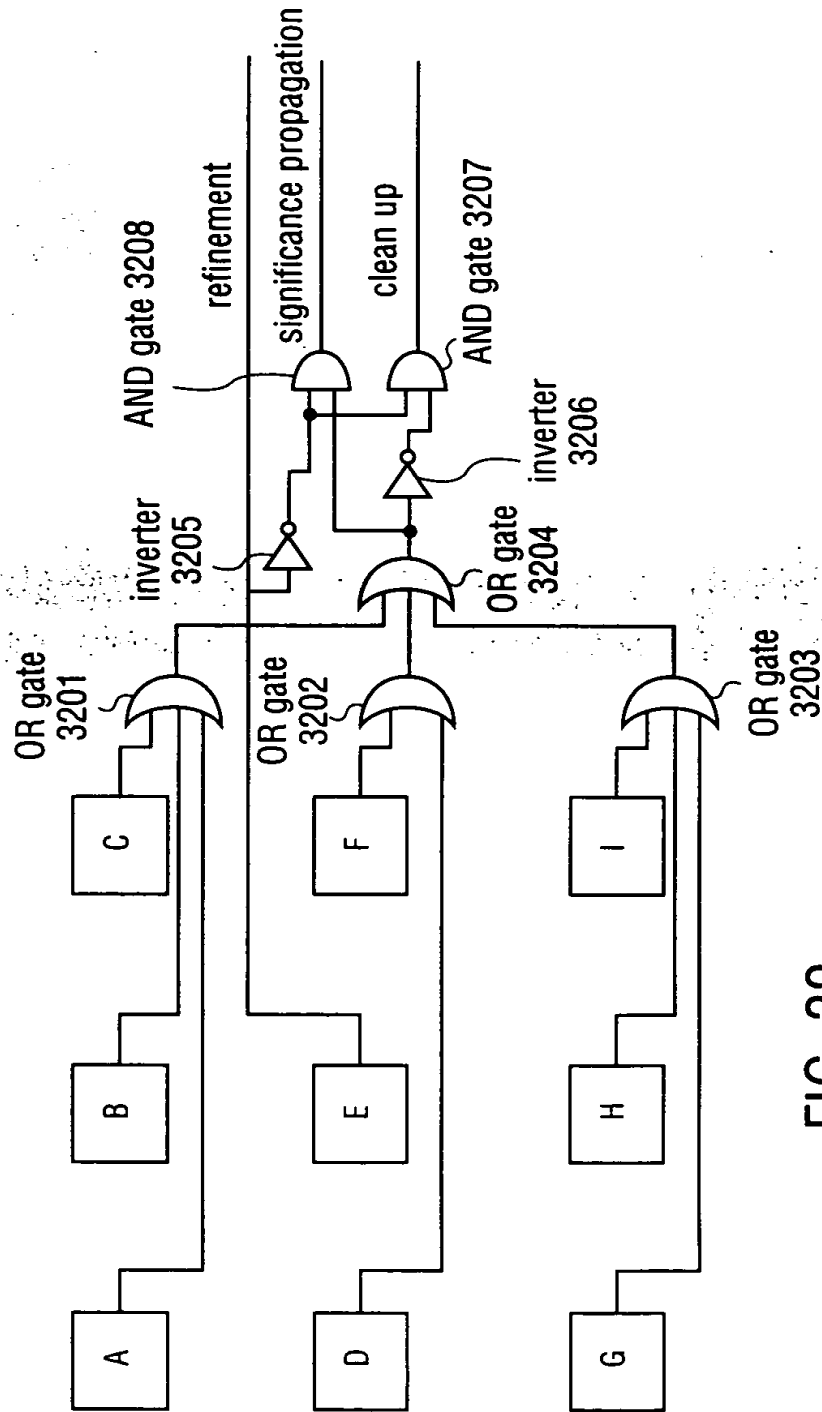 A
B
C
OR gate
3201
AND gate 3208
inverter
3205
refinement
significance propagation
clean up
D
E
F
OR gate
3202
OR gate
3204
inverter
3206
AND gate 3207
G
H
I
OR gate
3203
FIG.